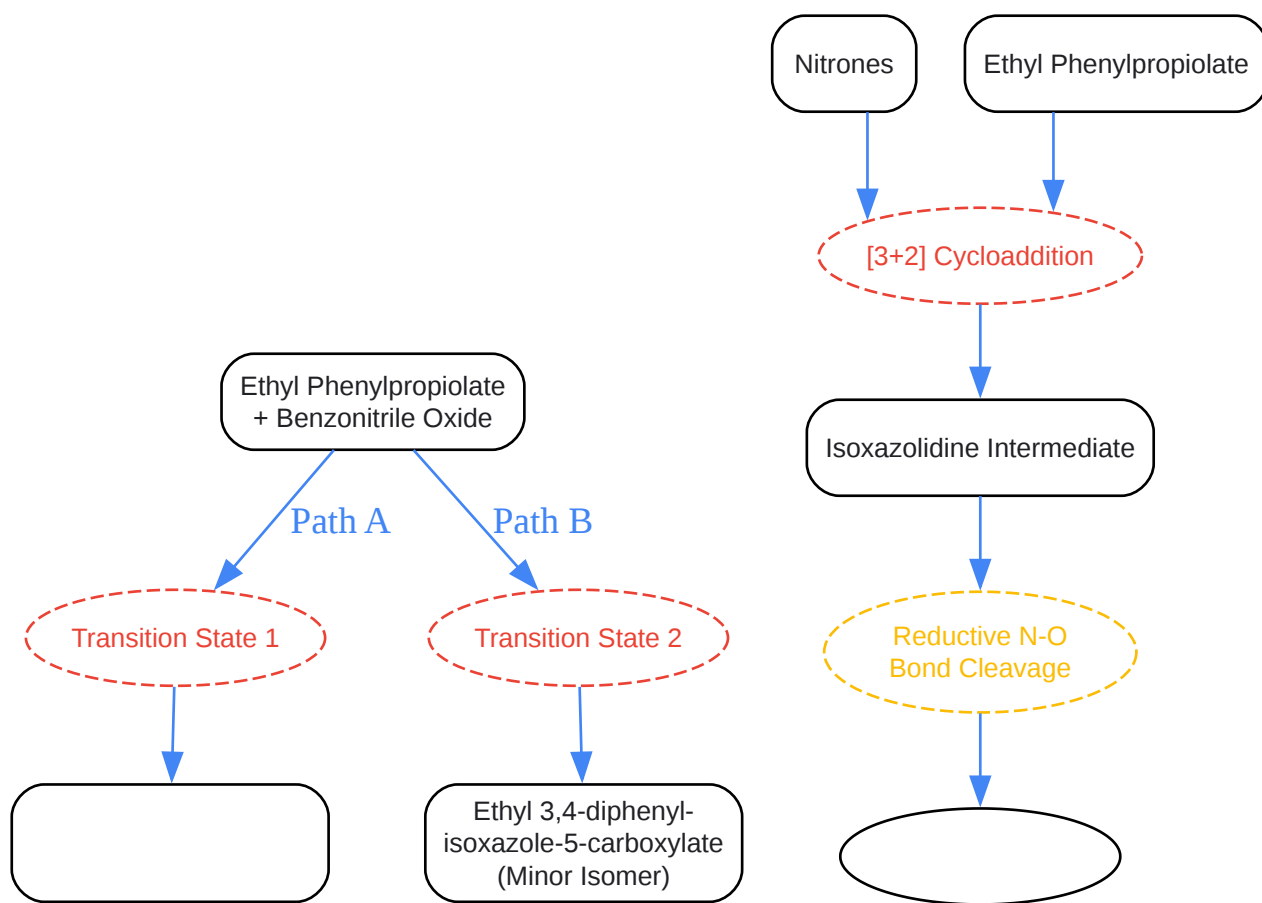 Nitrones
Ethyl Phenylpropiolate
[3+2] Cycloaddition
Isoxazolidine Intermediate
Reductive N-O
Bond Cleavage
Ethyl Phenylpropiolate
+ Benzonitrile Oxide
Path A
Path B
Transition State 1
Transition State 2
Ethyl 3,4-diphenyl-
isoxazole-5-carboxylate
(Minor Isomer)